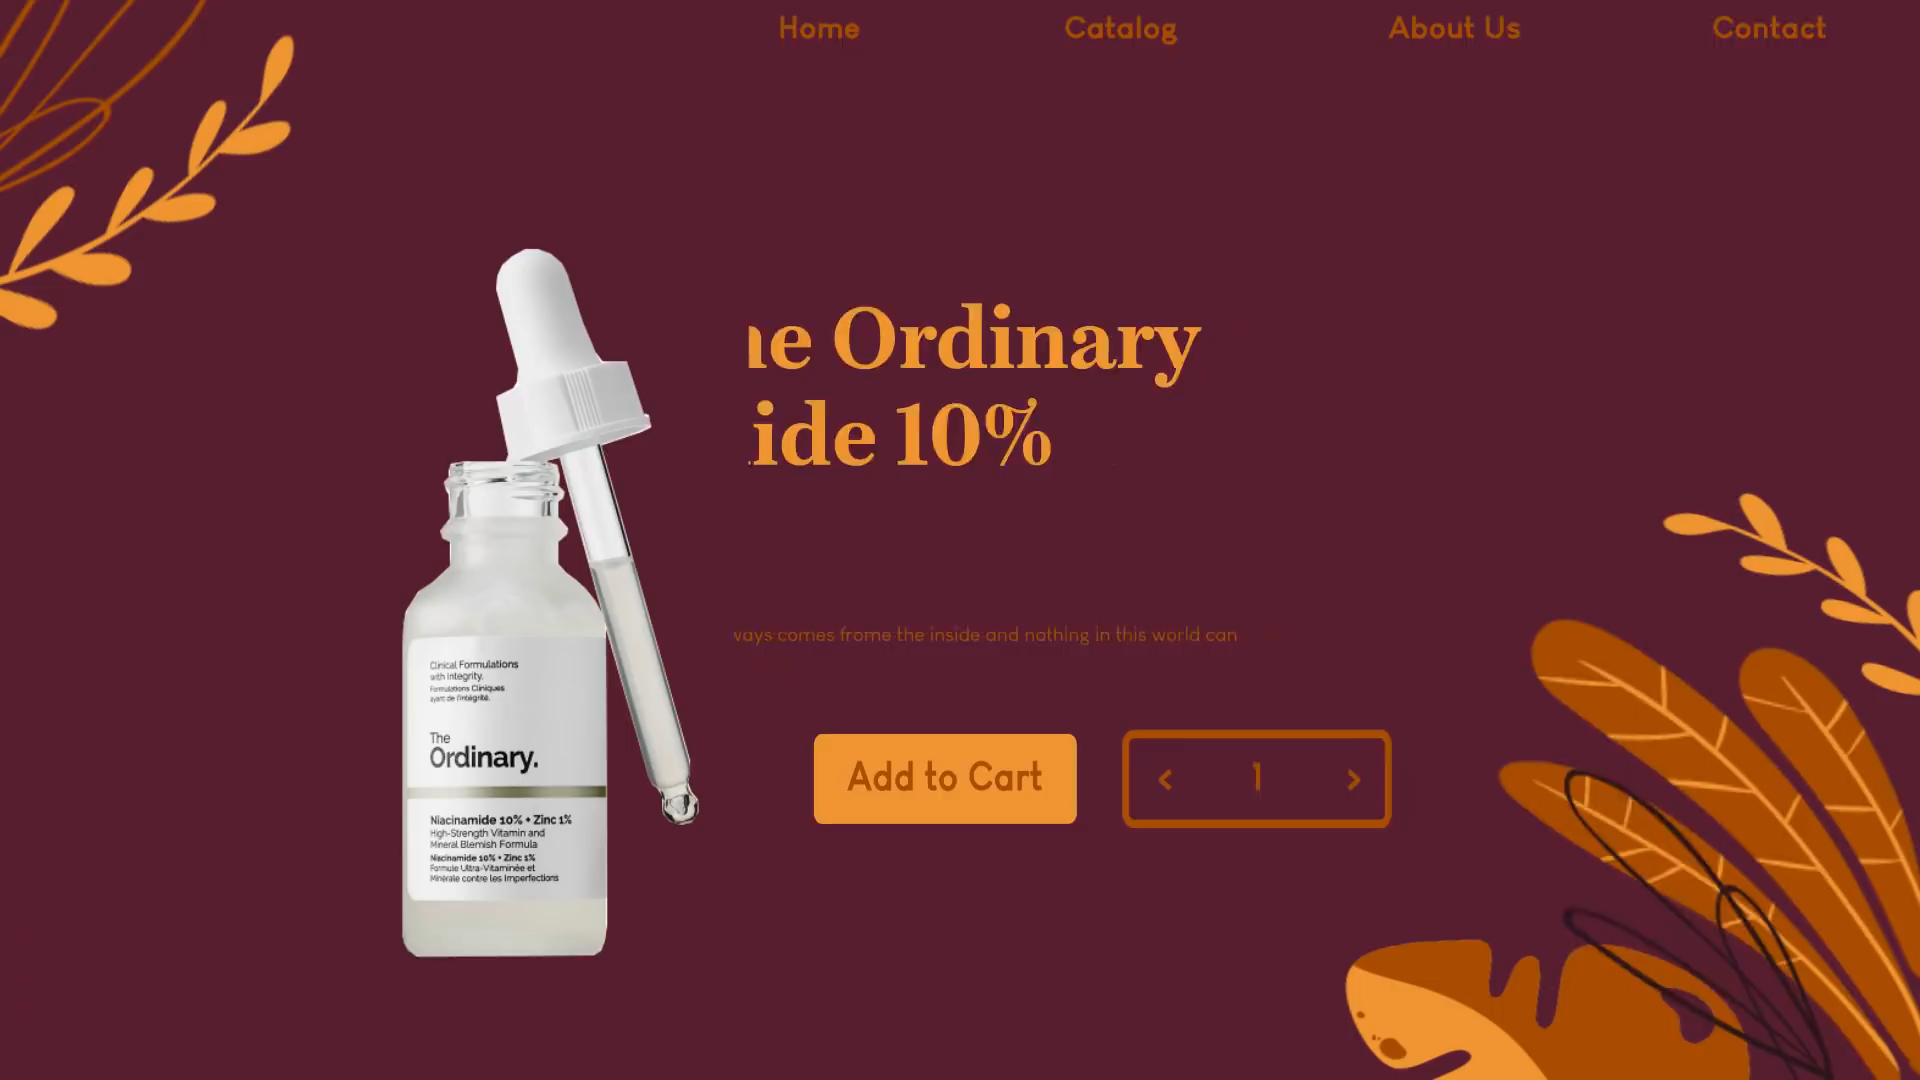 Home
Catalog
About Us
Contact
ne Ordinary
ide 10%
vays comes frome the inside and nothing in this world can
Add to Cart
< 1 >
Clinical Formulations
with Integrity.
Formulations Cliniques
ayant de l'intégrité.
The
Ordinary.
Niacinamide 10% + Zinc 1%
High-Strength Vitamin and
Mineral Blemish Formula
Niacinamide 10% + Zinc 1%
Formule Ultra-Vitaminée et
Minérale contre les Imperfections